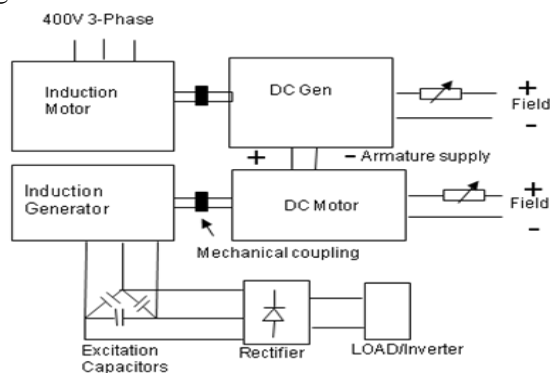 400V 3-Phase
Induction
Motor
DC Gen
+
Field
-
+
- Armature supply
Induction
Generator
DC Motor
+
Field
-
Mechanical coupling
Excitation
Capacitors
Rectifier
LOAD/Inverter